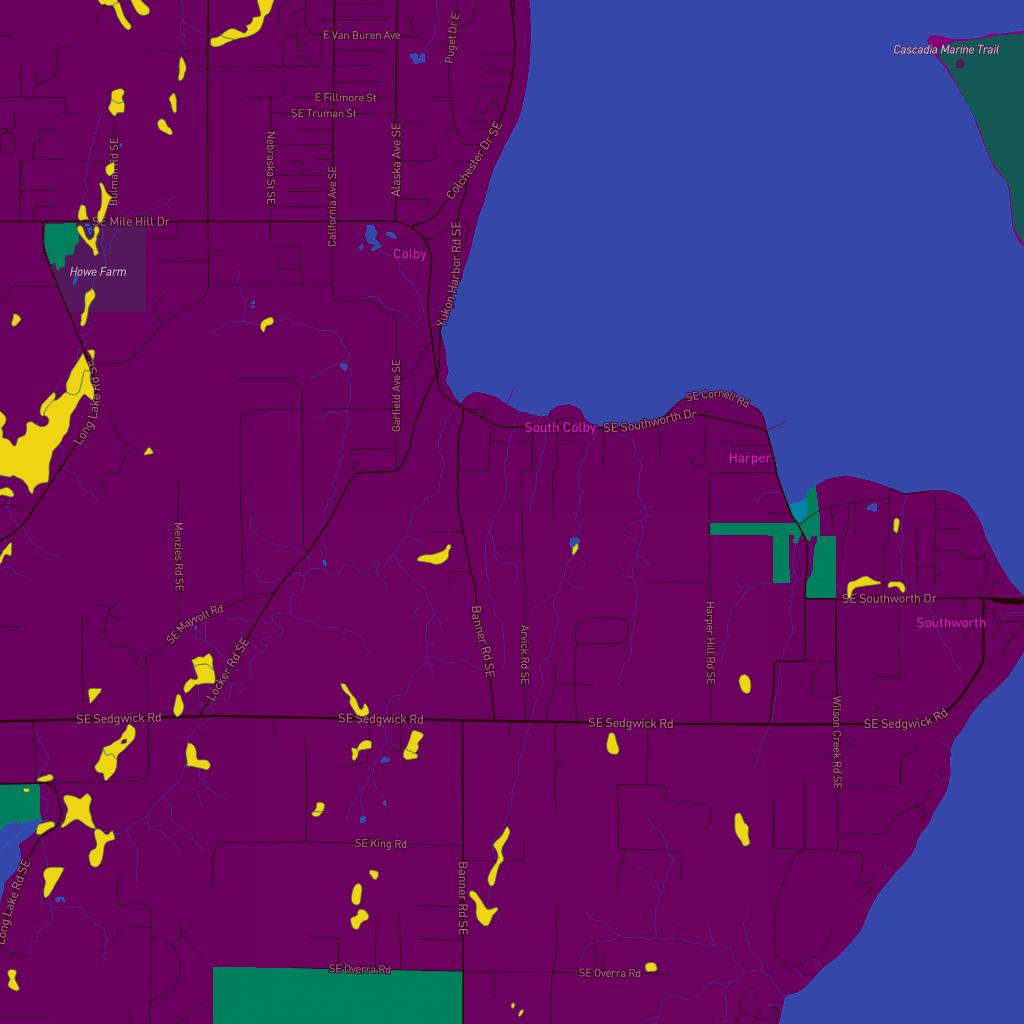 E Van Buren Ave
Puget Dr E
Cascadia Marine Trail
E Fillmore St
SE Truman St
Bulman Rd SE
Nebraska St SE
California Ave SE
Alaska Ave SE
Colchester Dr SE
SE Mile Hill Dr
Colby
Yukon Harbor Rd SE
Howe Farm
Long Lake Rd SE
Garfield Ave SE
SE Cornell Rd
South Colby
SE Southworth Dr
Harper
Menzies Rd SE
SE Mayvolt Rd
Locker Rd SE
Banner Rd SE
Arvick Rd SE
Harper Hill Rd SE
SE Southworth Dr
Southworth
SE Sedgwick Rd
SE Sedgwick Rd
SE Sedgwick Rd
SE Sedgwick Rd
Wilson Creek Rd SE
SE King Rd
Banner Rd SE
Long Lake Rd SE
SE Overra Rd
SE Overra Rd